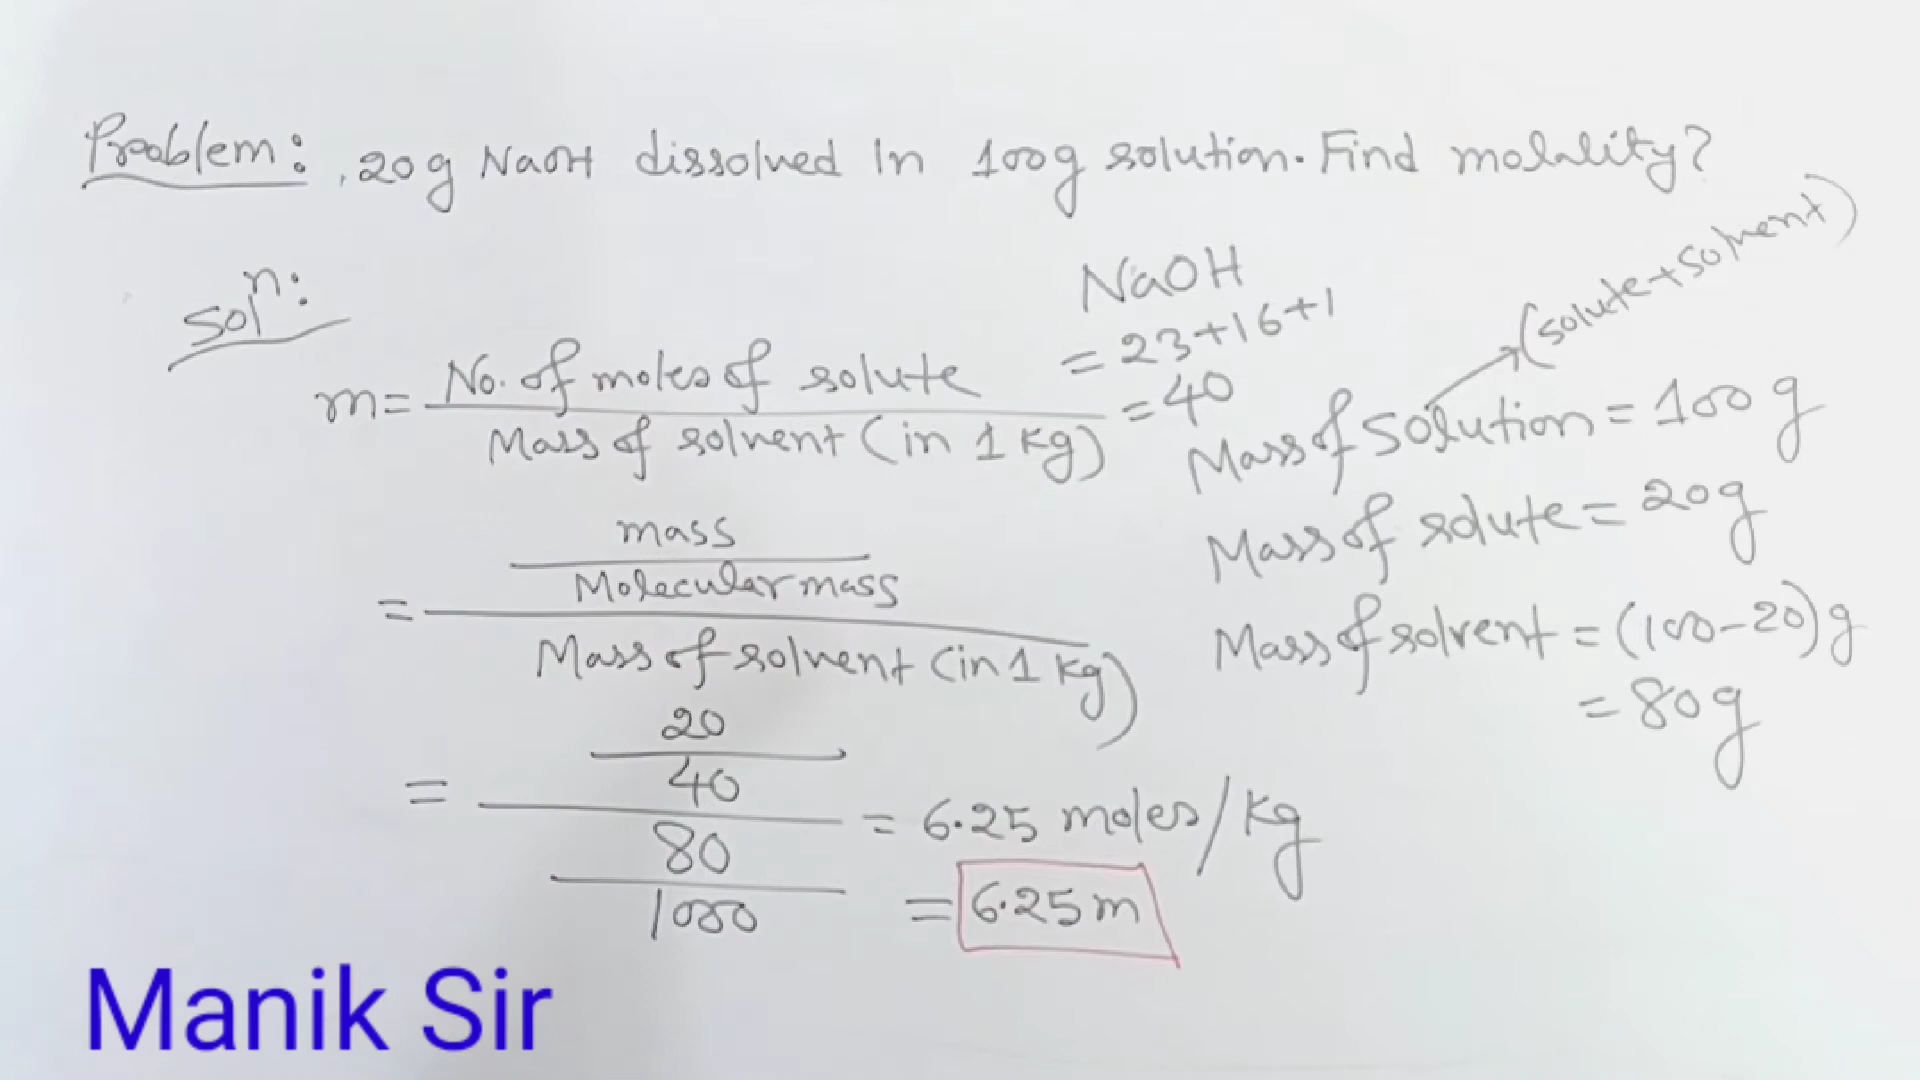 Problem: 20g NaOH dissolved in 100g solution. Find molality?
Solⁿ:
m = No. of moles of solute
Mass of solvent (in 1 kg)
NaOH
= 23+16+1
= 40
(solute + solvent)
Mass of solution = 100 g
Mass of solute = 20g
Mass of solvent = (100-20)g
= 80g
mass
Molecular mass
=
Mass of solvent (in 1 kg)
20
40
=
80
1000
= 6.25 moles/kg
= 6.25 m
Manik Sir